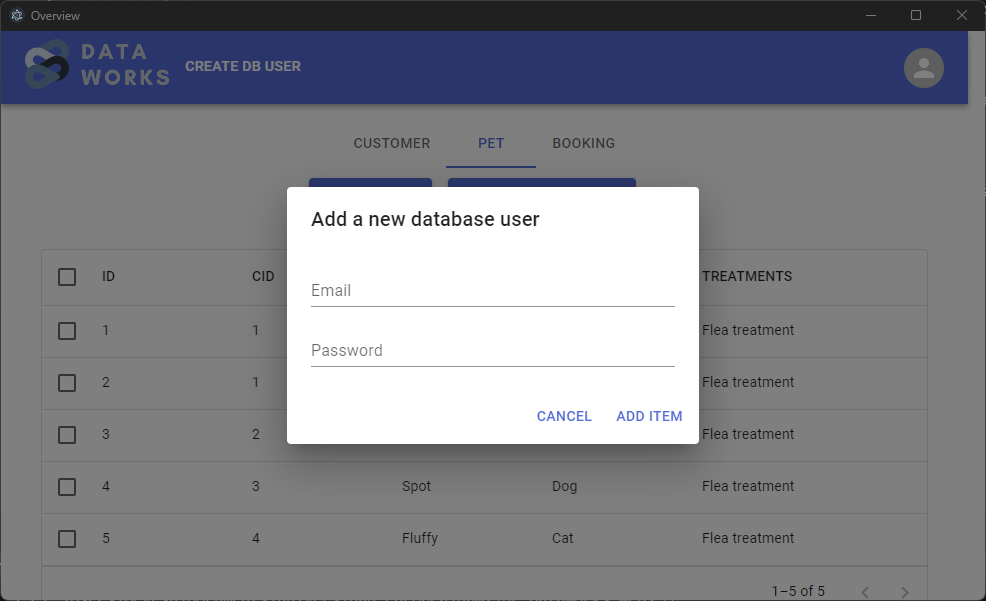 Overview
DATA
WORKS
CREATE DB USER
CUSTOMER PET BOOKING
Add a new database user
Email
Password
CANCEL ADD ITEM
ID CID TREATMENTS
1 1 Flea treatment
2 1 Flea treatment
3 2 Flea treatment
4 3 Spot Dog Flea treatment
5 4 Fluffy Cat Flea treatment
1–5 of 5